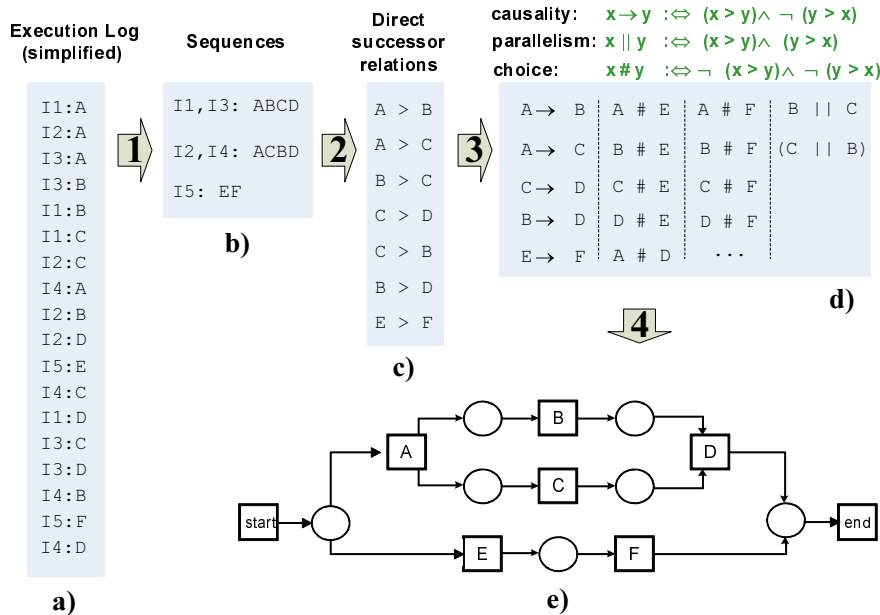 Execution Log
(simplified)
I1:A
I2:A
I3:A
I3:B
I1:B
I1:C
I2:C
I4:A
I2:B
I2:D
I5:E
I4:C
I1:D
I3:C
I3:D
I4:B
I5:F
I4:D
a)
1
Sequences
I1,I3: ABCD
I2,I4: ACBD
I5: EF
b)
2
Direct
successor
relations
A > B
A > C
B > C
C > D
C > B
B > D
E > F
c)
3
causality: x → y :⇔ (x > y) ∧ ¬ (y > x)
parallelism: x || y :⇔ (x > y) ∧ (y > x)
choice: x # y :⇔ ¬ (x > y) ∧ ¬ (y > x)
A → B A # E A # F B || C
A → C B # E B # F (C || B)
C → D C # E C # F
B → D D # E D # F
E → F A # D ...
d)
4
B
A D
C
start end
E F
e)